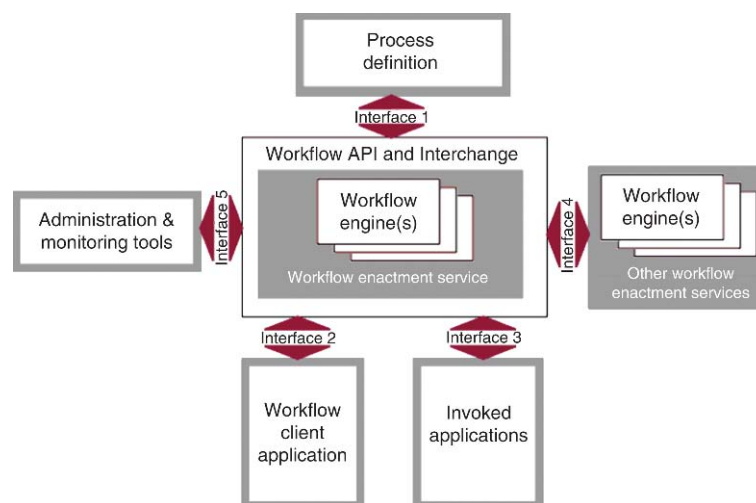 Process
definition
Interface 1
Workflow API and Interchange
Workflow
engine(s)
Workflow enactment service
Interface 5
Administration &
monitoring tools
Interface 4
Workflow
engine(s)
Other workflow
enactment services
Interface 2
Interface 3
Workflow
client
application
Invoked
applications